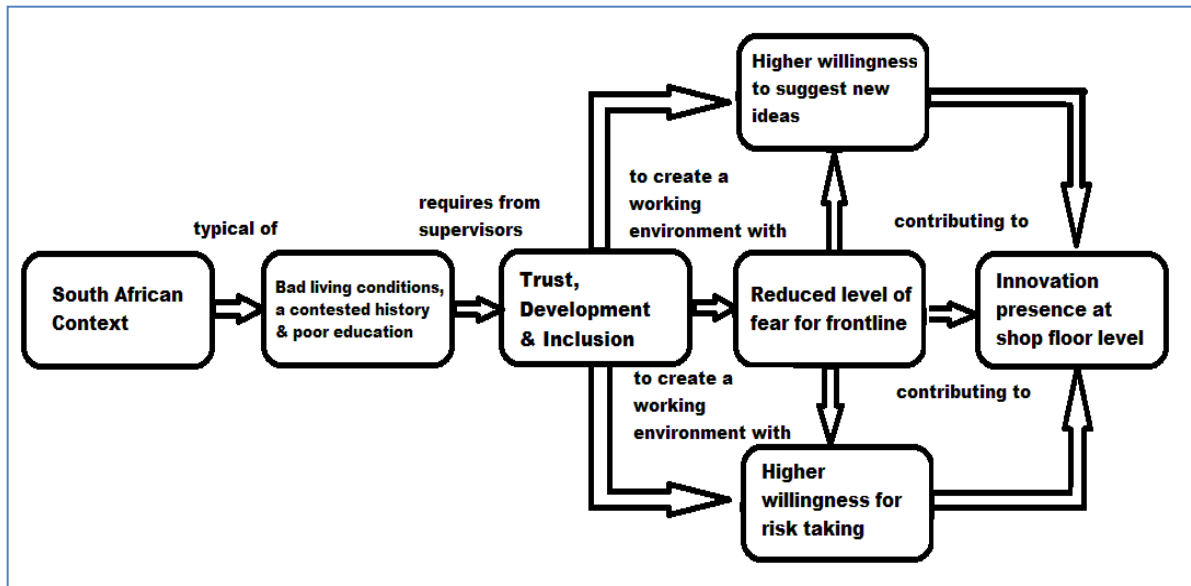 Higher willingness
to suggest new
ideas
to create a
working
environment with
requires from
supervisors
contributing to
typical of
South African
Context
Bad living conditions,
a contested history
& poor education
Trust,
Development
& Inclusion
Reduced level of
fear for frontline
Innovation
presence at
shop floor level
to create a
working
environment with
contributing to
Higher
willingness for
risk taking